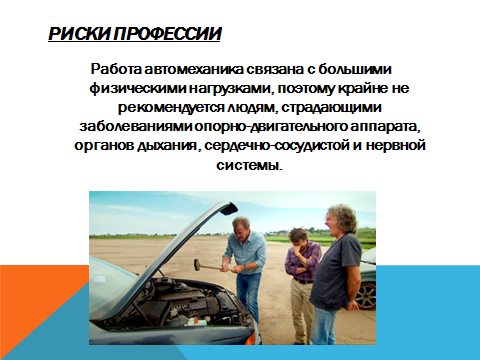 РИСКИ ПРОФЕССИИ
Работа автомеханика связана с большими
физическими нагрузками, поэтому крайне не
рекомендуется людям, страдающими
заболеваниями опорно-двигательного аппарата,
органов дыхания, сердечно-сосудистой и нервной
системы.